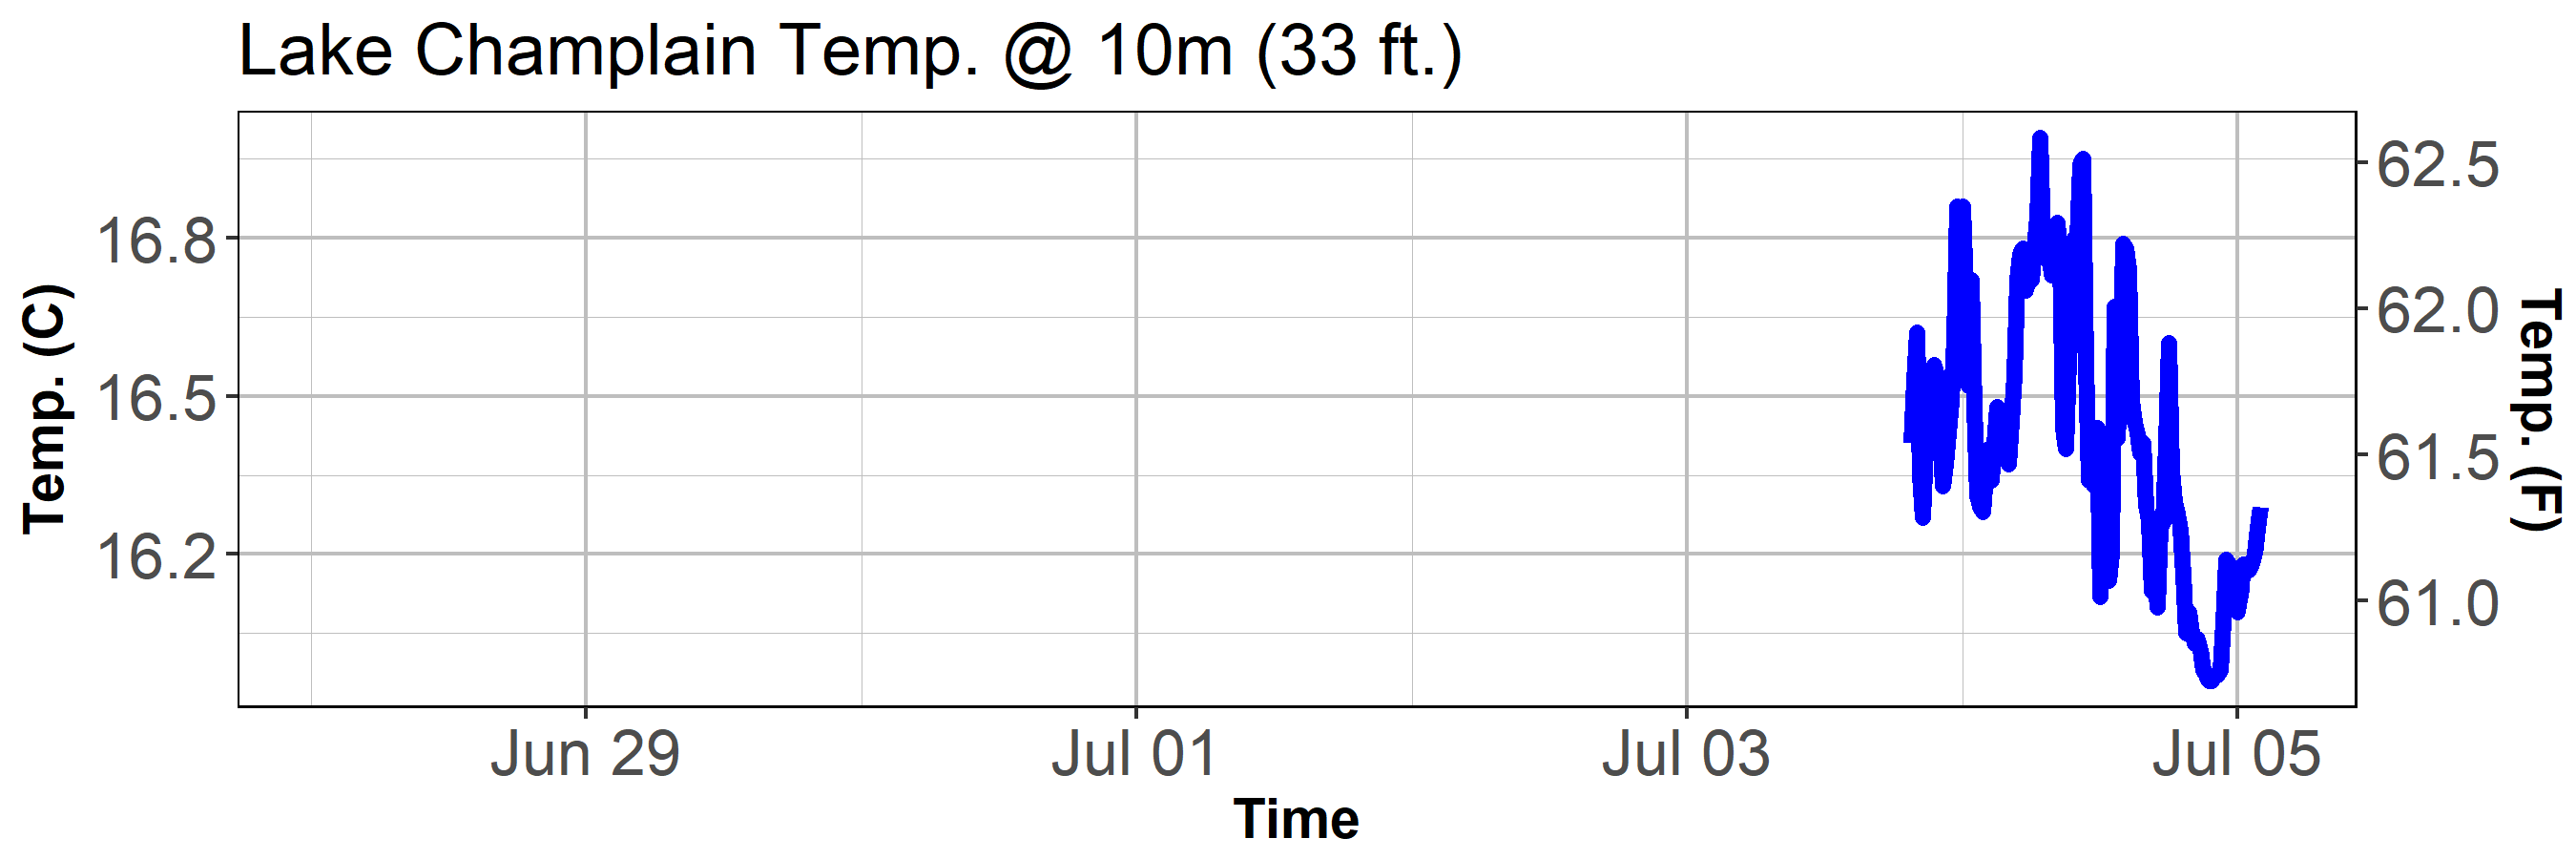 Lake Champlain Temp. @ 10m (33 ft.)
Temp. (C)
16.8
16.5
16.2
62.5
62.0
61.5
61.0
Temp. (F)
Jun 29
Jul 01
Jul 03
Jul 05
Time